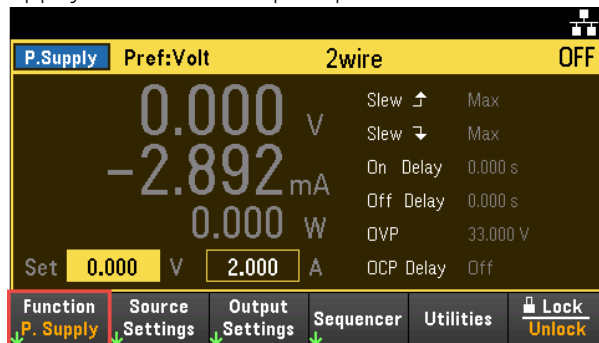 P.Supply Pref:Volt 2wire OFF
0.000 V
-2.892 mA
0.000 W
Set 0.000 V 2.000 A
Slew Max
Slew Max
On Delay 0.000 s
Off Delay 0.000 s
OVP 33.000 V
OCP Delay Off
Function
P. Supply
Source
Settings
Output
Settings
Sequencer
Utilities
Lock
Unlock